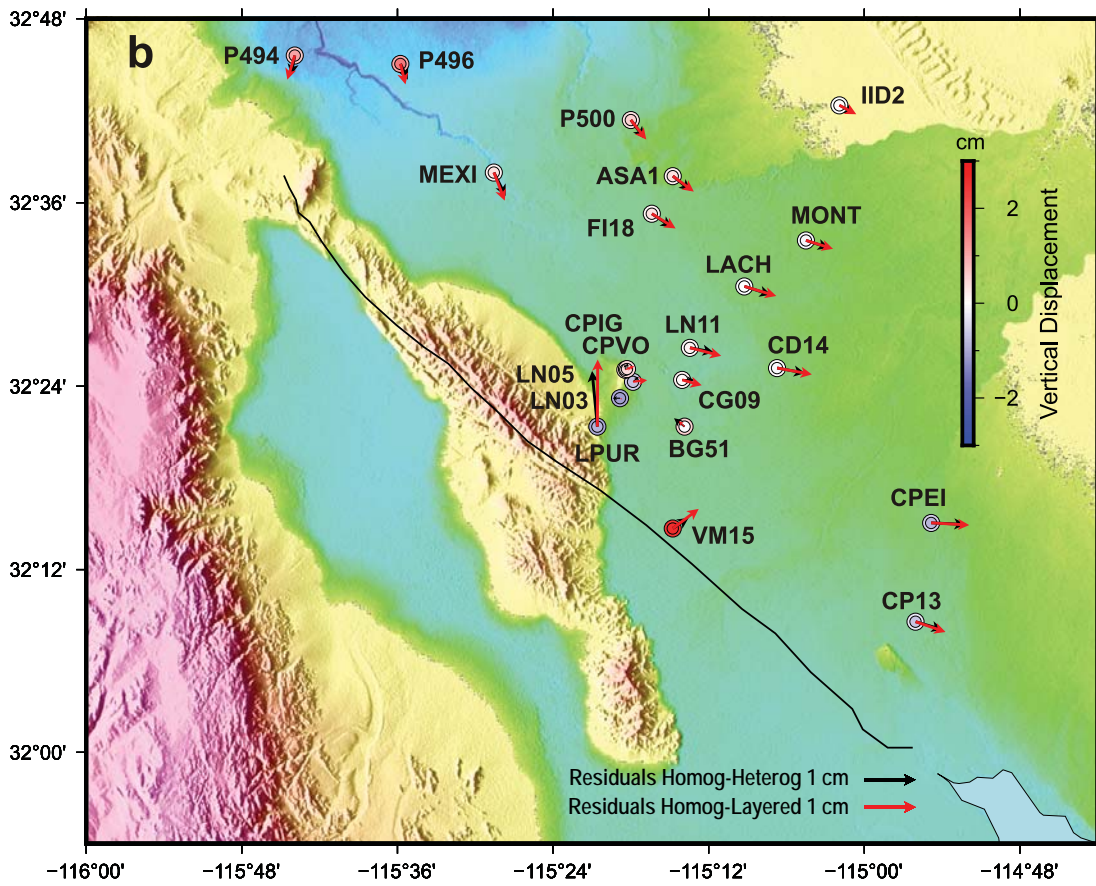 32°48'
b
P494
P496
IID2
P500
cm
MEXI
ASA1
2
32°36'
FI18
MONT
LACH
0
Vertical Displacement
CPIG
LN11
CPVO
CD14
LN05
32°24'
LN03
CG09
−2
LPUR
BG51
CPEI
VM15
32°12'
CP13
32°00'
Residuals Homog-Heterog 1 cm
Residuals Homog-Layered 1 cm
−116°00'
−115°48'
−115°36'
−115°24'
−115°12'
−115°00'
−114°48'